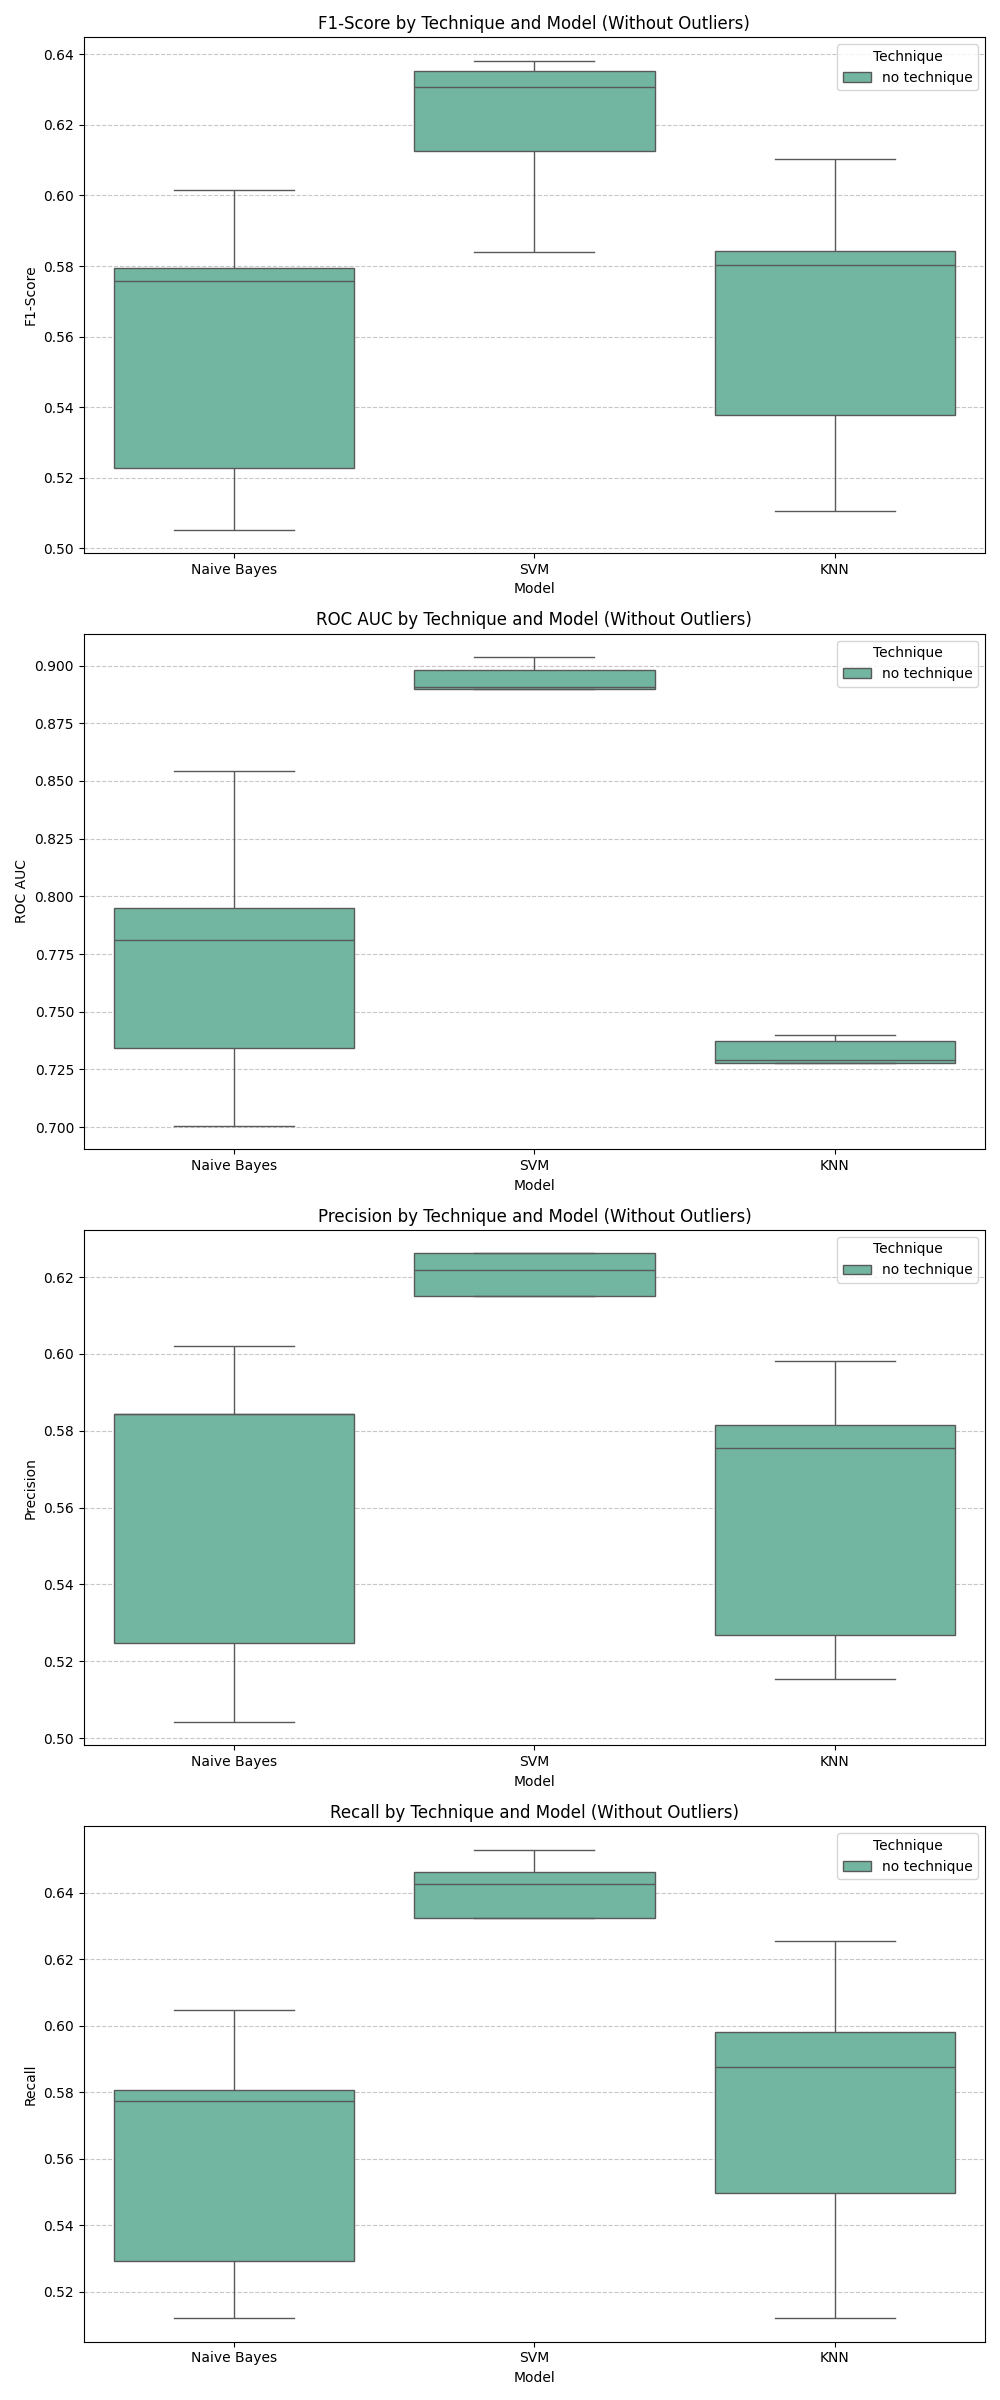 F1-Score by Technique and Model (Without Outliers)
Technique
no technique
0.64
0.62
0.60
0.58
0.56
0.54
0.52
0.50
F1-Score
Naive Bayes SVM KNN
Model
ROC AUC by Technique and Model (Without Outliers)
Technique
no technique
0.900
0.875
0.850
0.825
0.800
0.775
0.750
0.725
0.700
ROC AUC
Naive Bayes SVM KNN
Model
Precision by Technique and Model (Without Outliers)
Technique
no technique
0.62
0.60
0.58
0.56
0.54
0.52
0.50
Precision
Naive Bayes SVM KNN
Model
Recall by Technique and Model (Without Outliers)
Technique
no technique
0.64
0.62
0.60
0.58
0.56
0.54
0.52
Recall
Naive Bayes SVM KNN
Model